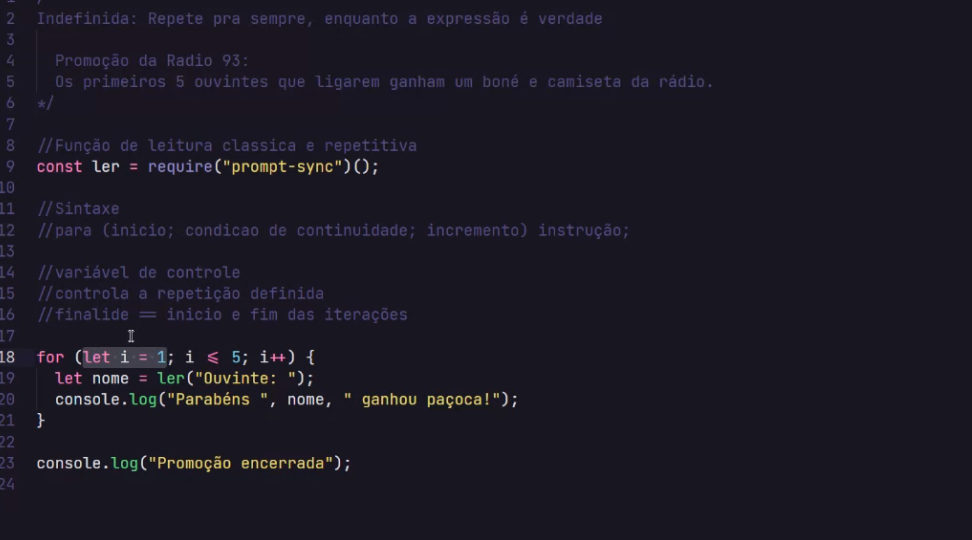 2 Indefinida: Repete pra sempre, enquanto a expressão é verdade
3
4 Promoção da Radio 93:
5 Os primeiros 5 ouvintes que ligarem ganham um boné e camiseta da rádio.
6 */
7
8 //Função de leitura classica e repetitiva
9 const ler = require("prompt-sync")();
10
11 //Sintaxe
12 //para (inicio; condicao de continuidade; incremento) instrução;
13
14 //variável de controle
15 //controla a repetição definida
16 //finalide == inicio e fim das iterações
17
18 for (let i = 1; i <= 5; i++) {
19 let nome = ler("Ouvinte: ");
20 console.log("Parabéns ", nome, " ganhou paçoca!");
21 }
22
23 console.log("Promoção encerrada");
24